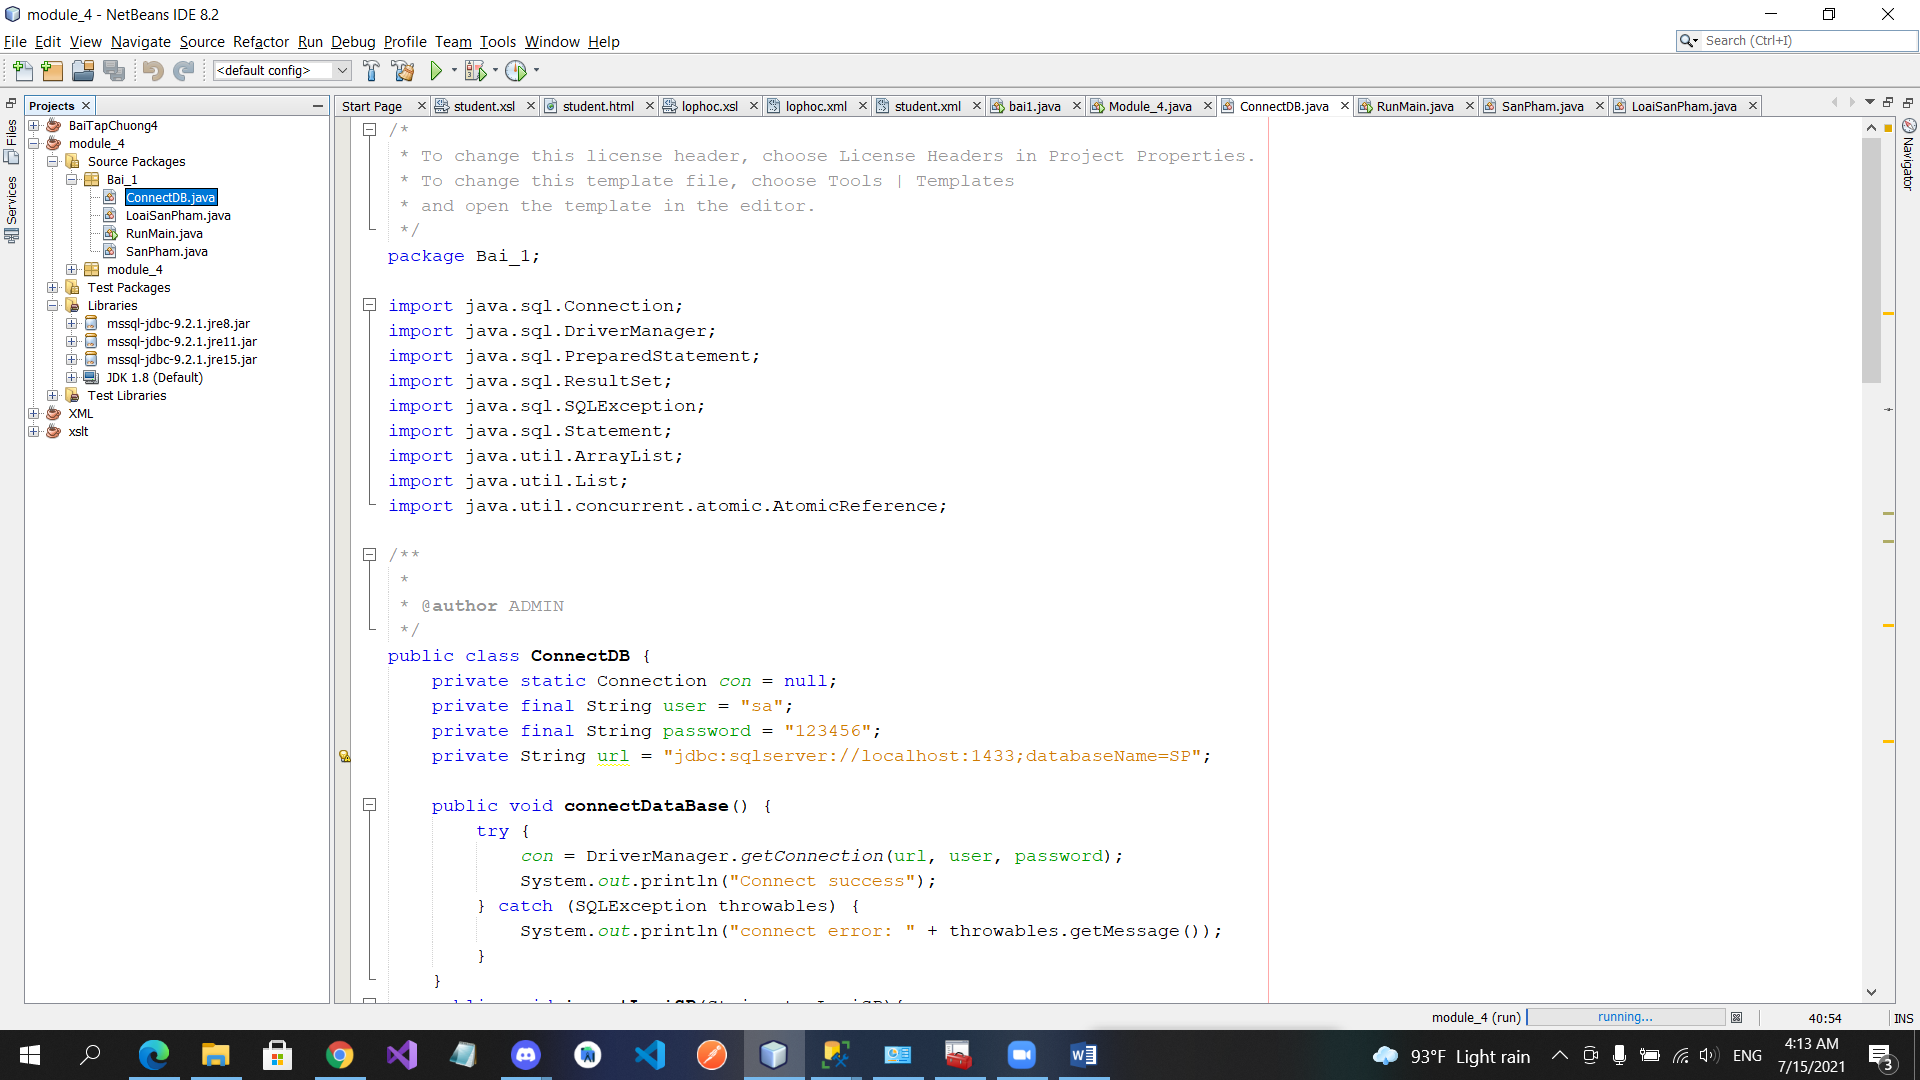 module_4 - NetBeans IDE 8.2
File Edit View Navigate Source Refactor Run Debug Profile Team Tools Window Help
Search (Ctrl+I)
<default config>
Projects
Start Page
student.xsl
student.html
lophoc.xsl
lophoc.xml
student.xml
bai1.java
Module_4.java
ConnectDB.java
RunMain.java
SanPham.java
LoaiSanPham.java
Files
Services
Navigator
BaiTapChuong4
module_4
Source Packages
Bai_1
ConnectDB.java
LoaiSanPham.java
RunMain.java
SanPham.java
module_4
Test Packages
Libraries
mssql-jdbc-9.2.1.jre8.jar
mssql-jdbc-9.2.1.jre11.jar
mssql-jdbc-9.2.1.jre15.jar
JDK 1.8 (Default)
Test Libraries
XML
xslt
/*
* To change this license header, choose License Headers in Project Properties.
* To change this template file, choose Tools | Templates
* and open the template in the editor.
*/
package Bai_1;
import java.sql.Connection;
import java.sql.DriverManager;
import java.sql.PreparedStatement;
import java.sql.ResultSet;
import java.sql.SQLException;
import java.sql.Statement;
import java.util.ArrayList;
import java.util.List;
import java.util.concurrent.atomic.AtomicReference;
/**
*
* @author ADMIN
*/
public class ConnectDB {
private static Connection con = null;
private final String user = "sa";
private final String password = "123456";
private String url = "jdbc:sqlserver://localhost:1433;databaseName=SP";
public void connectDataBase() {
try {
con = DriverManager.getConnection(url, user, password);
System.out.println("Connect success");
} catch (SQLException throwables) {
System.out.println("connect error: " + throwables.getMessage());
}
}
module_4 (run)
running...
40:54
INS
93°F Light rain
ENG
4:13 AM
7/15/2021
3